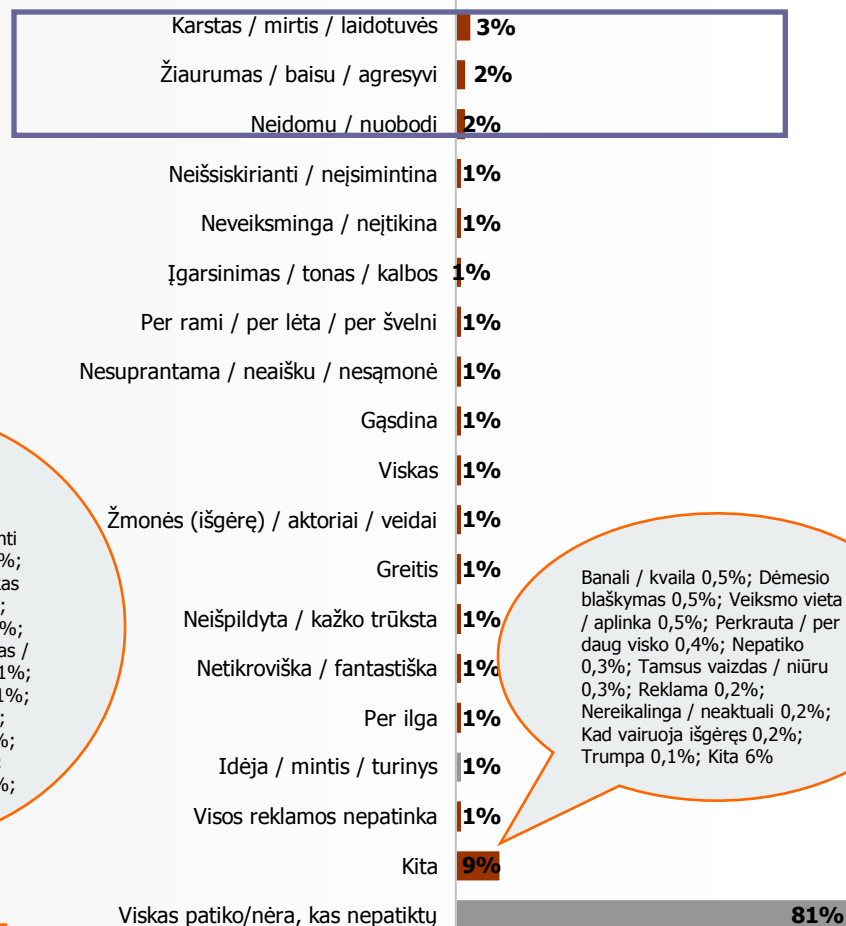 Karstas / mirtis / laidotuvės 3%
Žiaurumas / baisu / agresyvi 2%
Neįdomu / nuobodi 2%
Neišsiskirianti / neįsimintina 1%
Neveiksminga / neįtikina 1%
Įgarsinimas / tonas / kalbos 1%
Per rami / per lėta / per švelni 1%
Nesuprantama / neaišku / nesąmonė 1%
Gąsdina 1%
Viskas 1%
Žmonės (išgėrę) / aktoriai / veidai 1%
Greitis 1%
Neišpildyta / kažko trūksta 1%
Netikroviška / fantastiška 1%
Per ilga 1%
Idėja / mintis / turinys 1%
Visos reklamos nepatinka 1%
Kita 9%
Viskas patiko/nėra, kas nepatiktų 81%
Banali / kvaila 0,5%; Dėmesio
blaškymas 0,5%; Veiksmo vieta
/ aplinka 0,5%; Perkrauta / per
daug visko 0,4%; Nepatiko
0,3%; Tamsus vaizdas / niūru
0,3%; Reklama 0,2%;
Nereikalinga / neaktuali 0,2%;
Kad vairuoja išgėręs 0,2%;
Trumpa 0,1%; Kita 6%